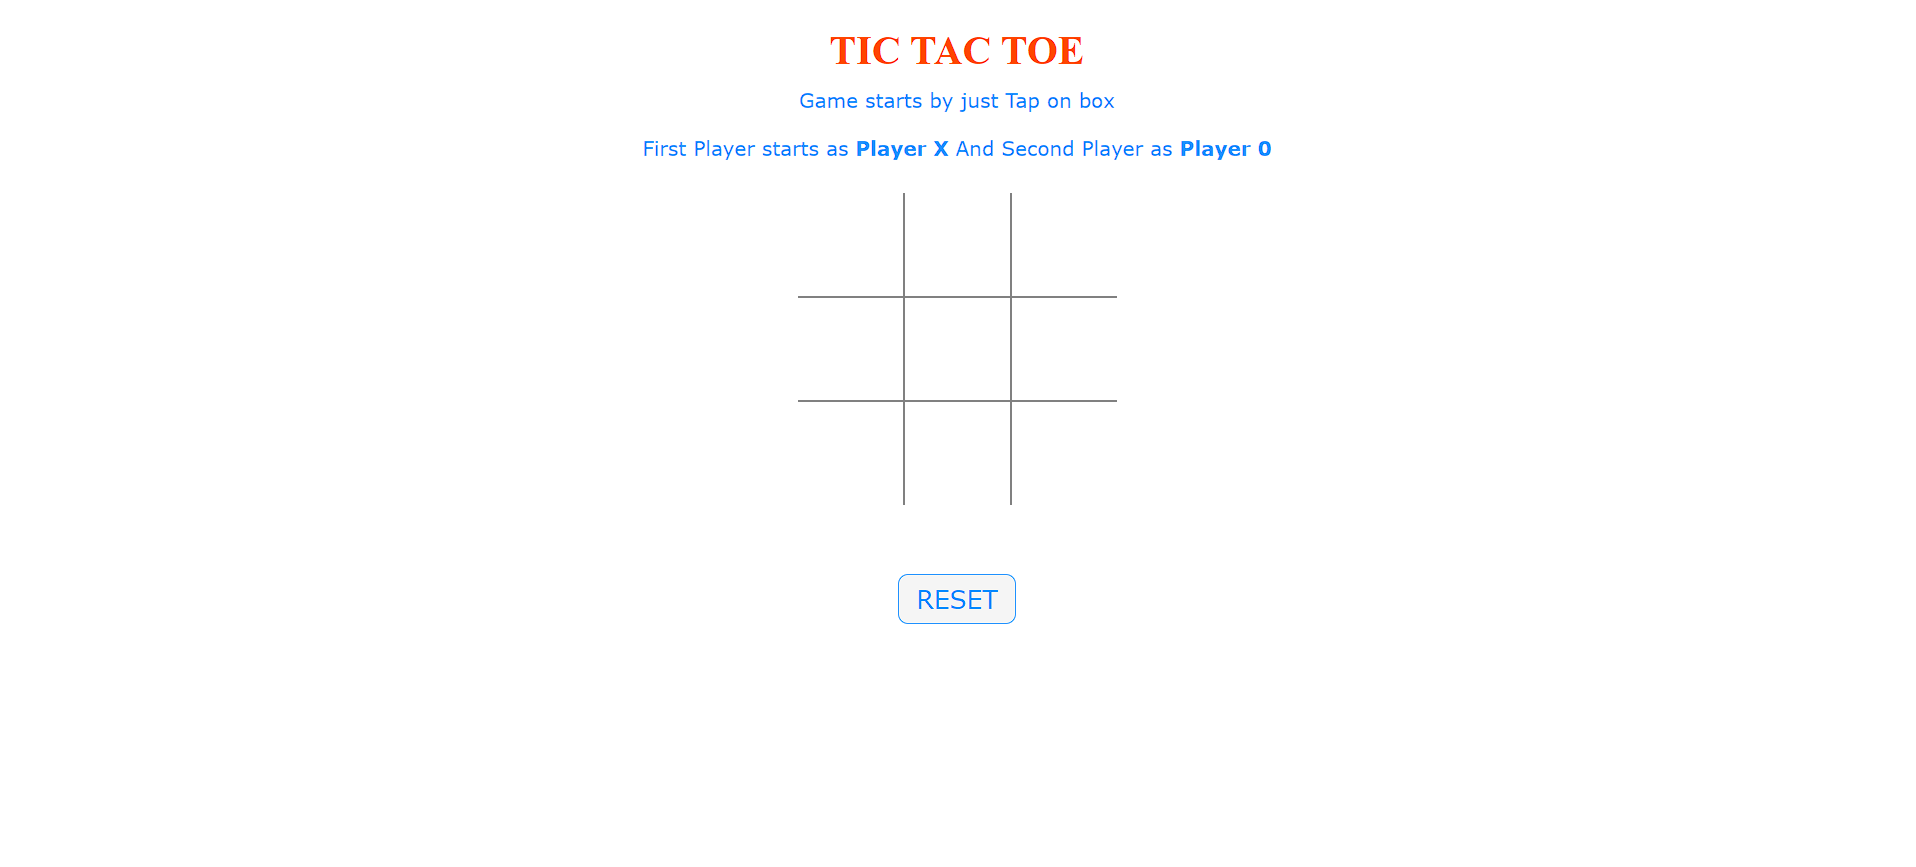 TIC TAC TOE
Game starts by just Tap on box
First Player starts as Player X And Second Player as Player 0
RESET